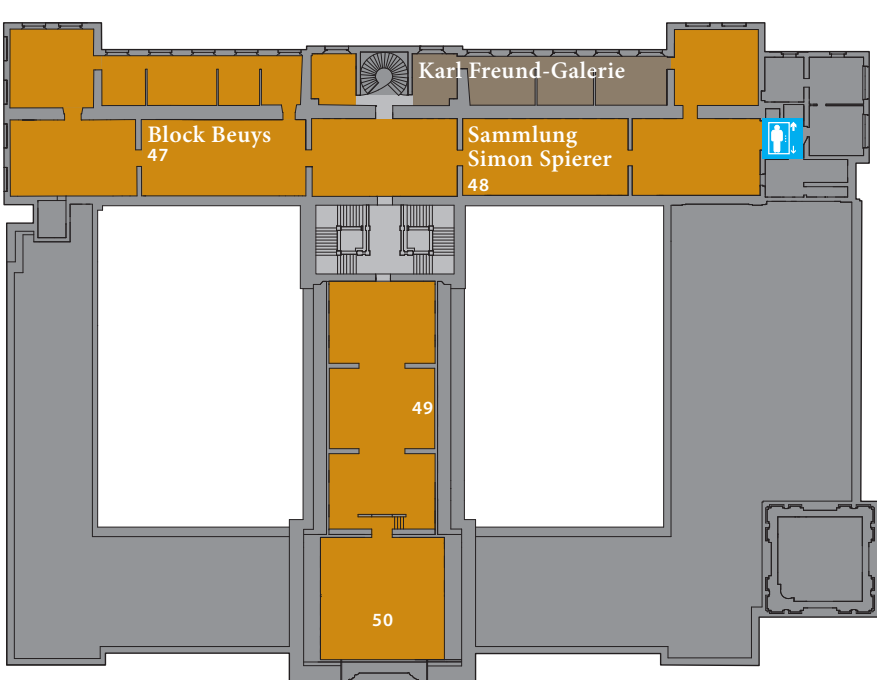 Karl Freund-Galerie
Block Beuys
47
Sammlung
Simon Spierer
48
49
50